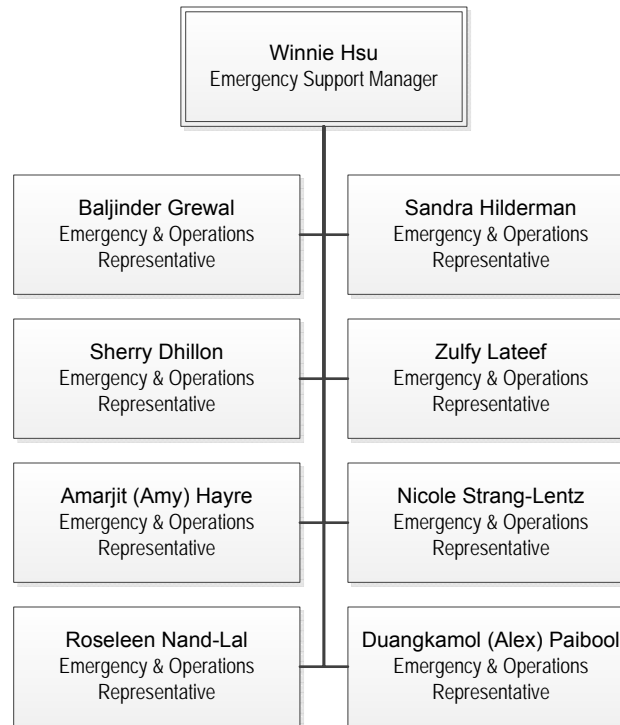 Winnie Hsu
Emergency Support Manager
Baljinder Grewal
Emergency & Operations
Representative
Sandra Hilderman
Emergency & Operations
Representative
Sherry Dhillon
Emergency & Operations
Representative
Zulfy Lateef
Emergency & Operations
Representative
Amarjit (Amy) Hayre
Emergency & Operations
Representative
Nicole Strang-Lentz
Emergency & Operations
Representative
Roseleen Nand-Lal
Emergency & Operations
Representative
Duangkamol (Alex) Paibool
Emergency & Operations
Representative